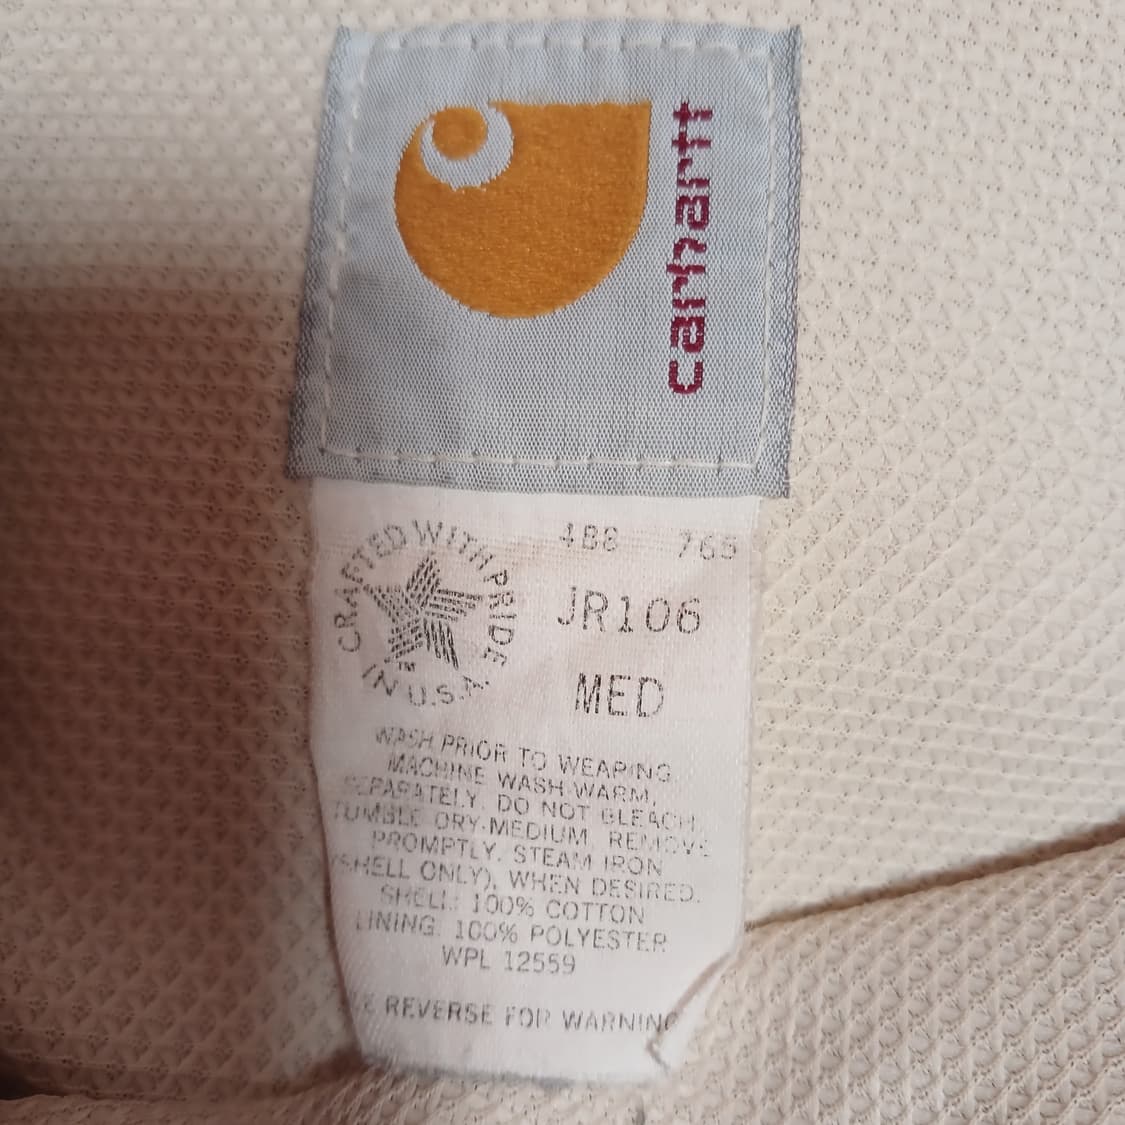 carhartt
CRAFTED WITH PRIDE
IN U.S.A.
4B8 765
JR106
MED
WASH PRIOR TO WEARING
MACHINE WASH-WARM,
SEPARATELY. DO NOT BLEACH.
TUMBLE DRY-MEDIUM. REMOVE
PROMPTLY. STEAM IRON
(SHELL ONLY), WHEN DESIRED.
SHELL: 100% COTTON
LINING: 100% POLYESTER
WPL 12559
REVERSE FOR WARNING